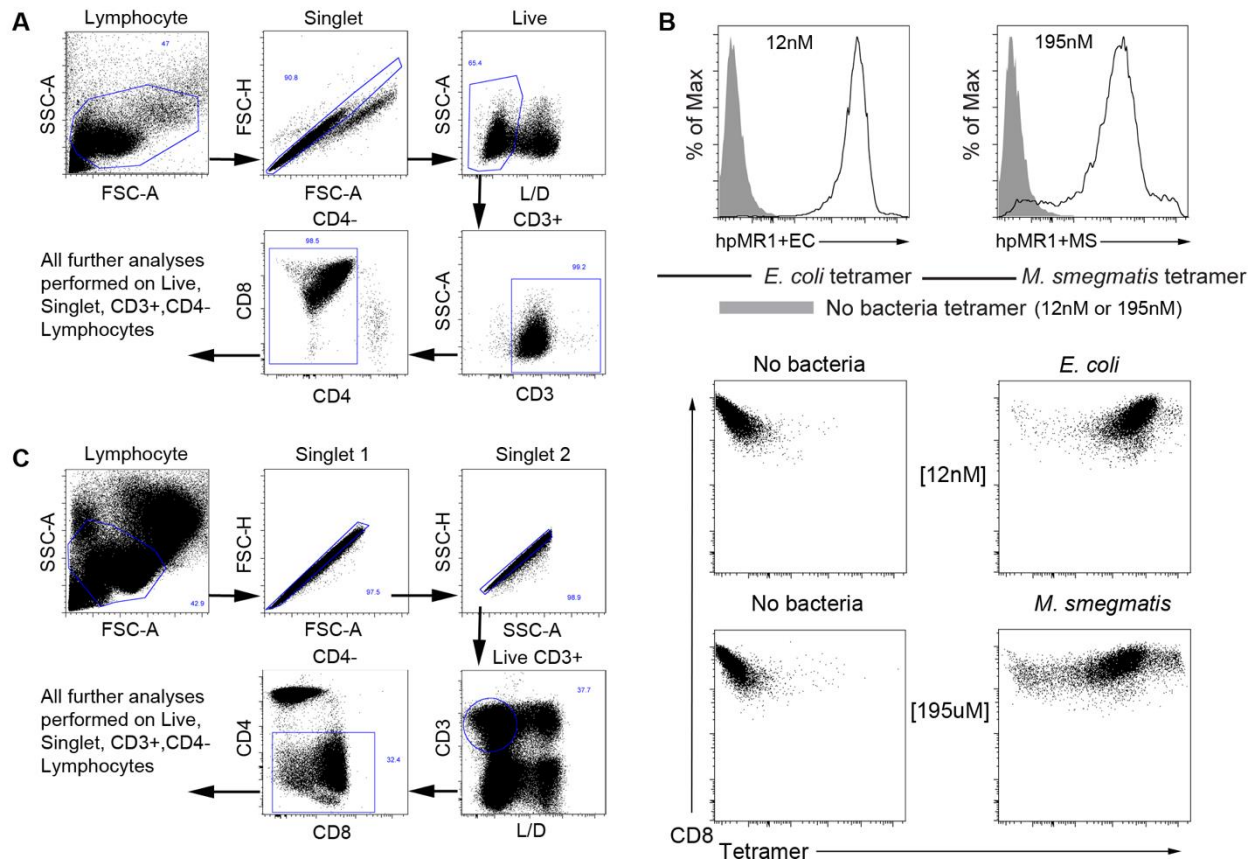 A
Lymphocyte
47
SSC-A
FSC-A
Singlet
90.8
FSC-H
FSC-A
Live
65.4
SSC-A
L/D
CD3+
99.2
SSC-A
CD3
CD4-
98.5
CD8
CD4
All further analyses
performed on Live,
Singlet, CD3+,CD4-
Lymphocytes
B
12nM
% of Max
hpMR1+EC
195nM
% of Max
hpMR1+MS
E. coli tetramer
M. smegmatis tetramer
No bacteria tetramer (12nM or 195nM)
No bacteria
E. coli
[12nM]
No bacteria
M. smegmatis
[195uM]
CD8
Tetramer
C
Lymphocyte
SSC-A
42.9
FSC-A
Singlet 1
FSC-H
97.5
FSC-A
Singlet 2
SSC-H
98.9
SSC-A
Live CD3+
37.7
CD3
L/D
CD4-
CD4
32.4
CD8
All further analyses
performed on Live,
Singlet, CD3+,CD4-
Lymphocytes